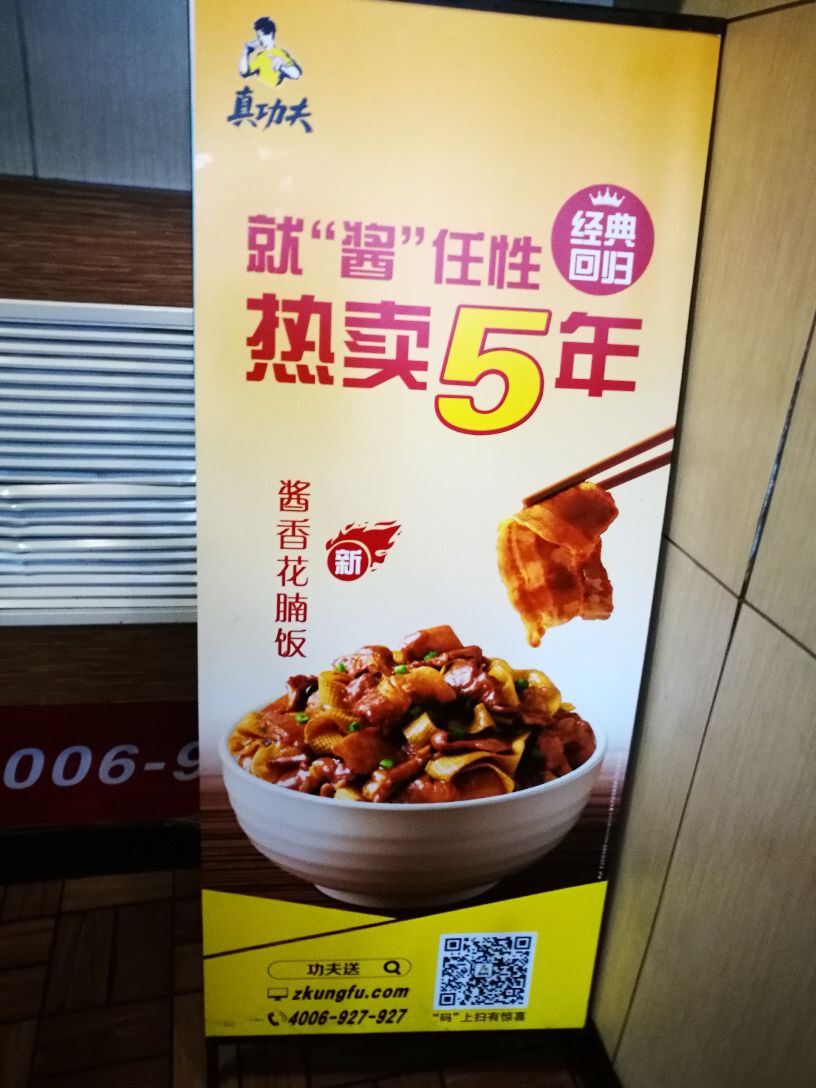 真功夫
就“酱”任性
经典
回归
热卖5年
酱香花腩饭
新
006-9
功夫送
zkungfu.com
4006-927-927
“码”上扫有惊喜